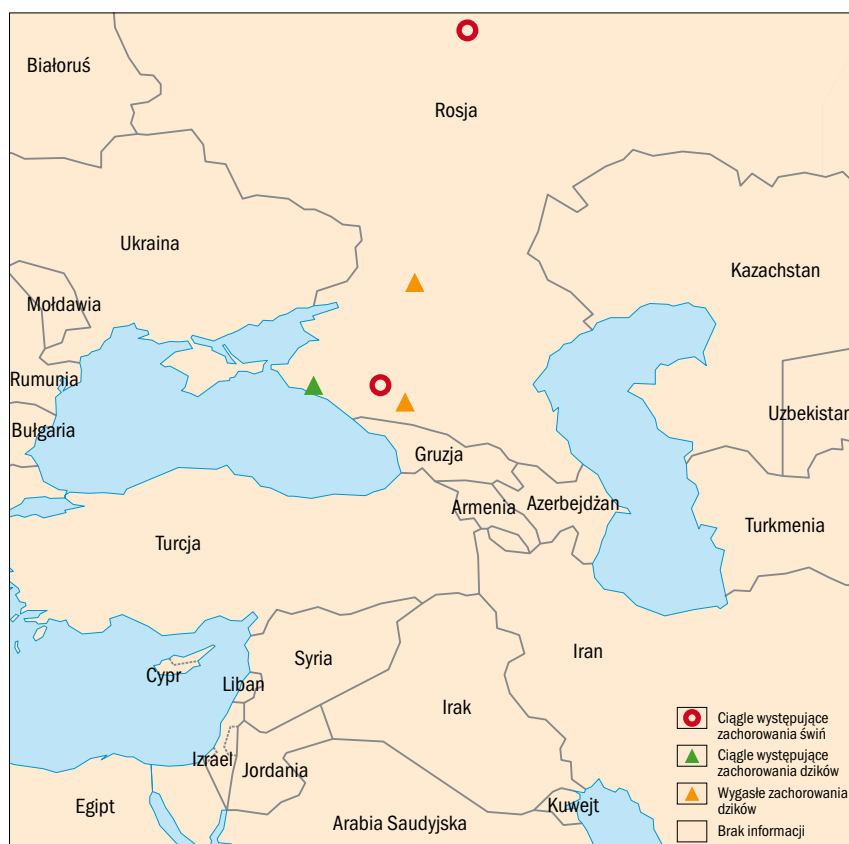 Białoruś
Rosja
Ukraina
Kazachstan
Mołdawia
Rumunia
Uzbekistan
Bułgaria
Gruzja
Armenia
Azerbejdżan
Turkmenia
Turcja
Iran
Syria
Cypr
Liban
Irak
Izrael
Jordania
Egipt
Kuwejt
Arabia Saudyjska
Ciągle występujące
zachorowania świń
Ciągle występujące
zachorowania dzików
Wygasłe zachorowania
dzików
Brak informacji